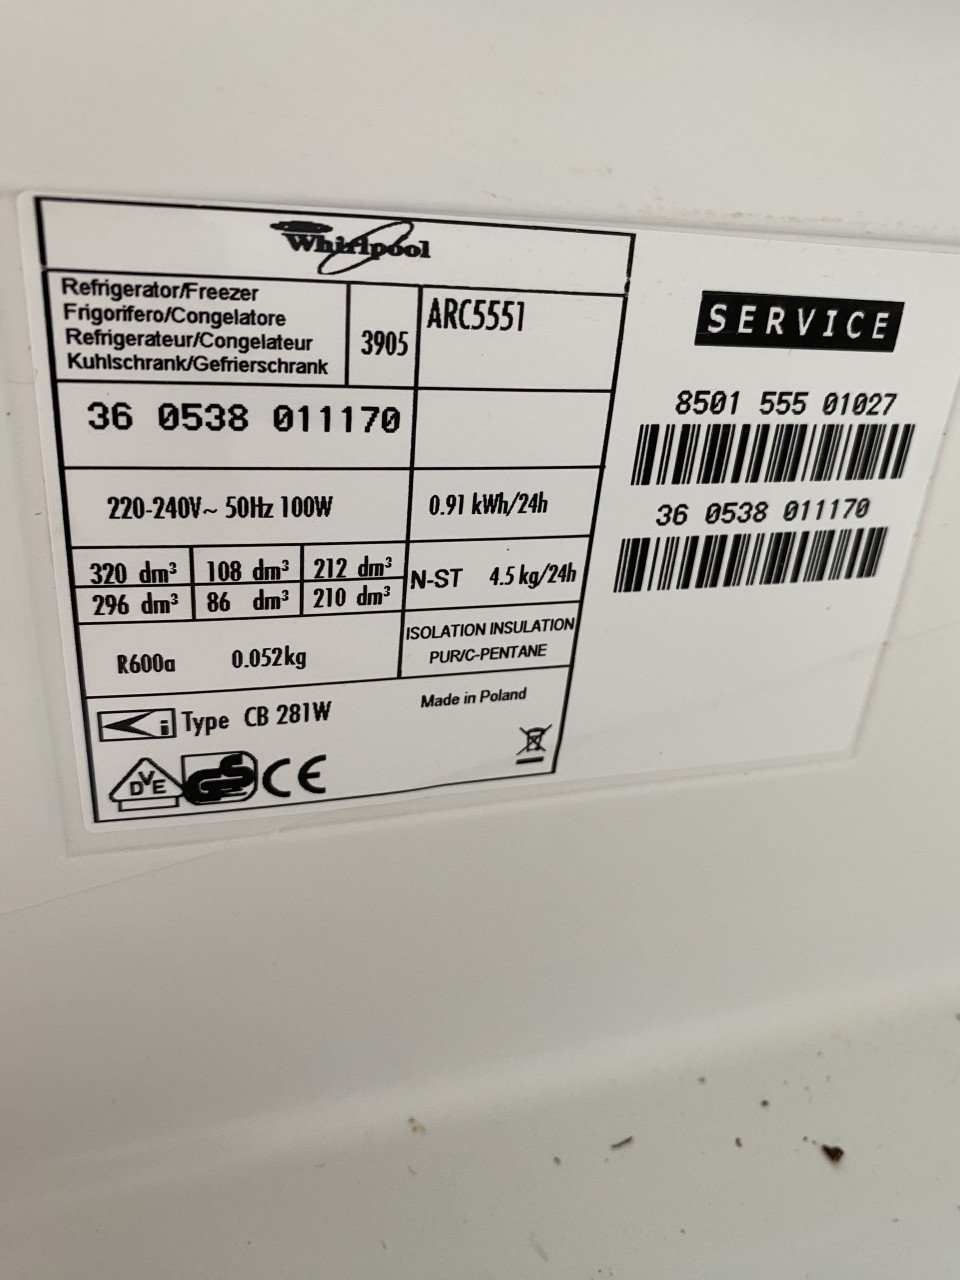 Whirlpool
Refrigerator/Freezer
Frigorifero/Congelatore
Refrigerateur/Congelateur
Kuhlschrank/Gefrierschrank
3905
ARC5551
36 0538 011170
220-240V~ 50Hz 100W
0.91 kWh/24h
320 dm³ 108 dm³ 212 dm³
296 dm³ 86 dm³ 210 dm³
N-ST 4.5 kg/24h
R600a 0.052kg
ISOLATION INSULATION
PUR/C-PENTANE
i Type CB 281W
Made in Poland
DVE GS CE
SERVICE
8501 555 01027
36 0538 011170